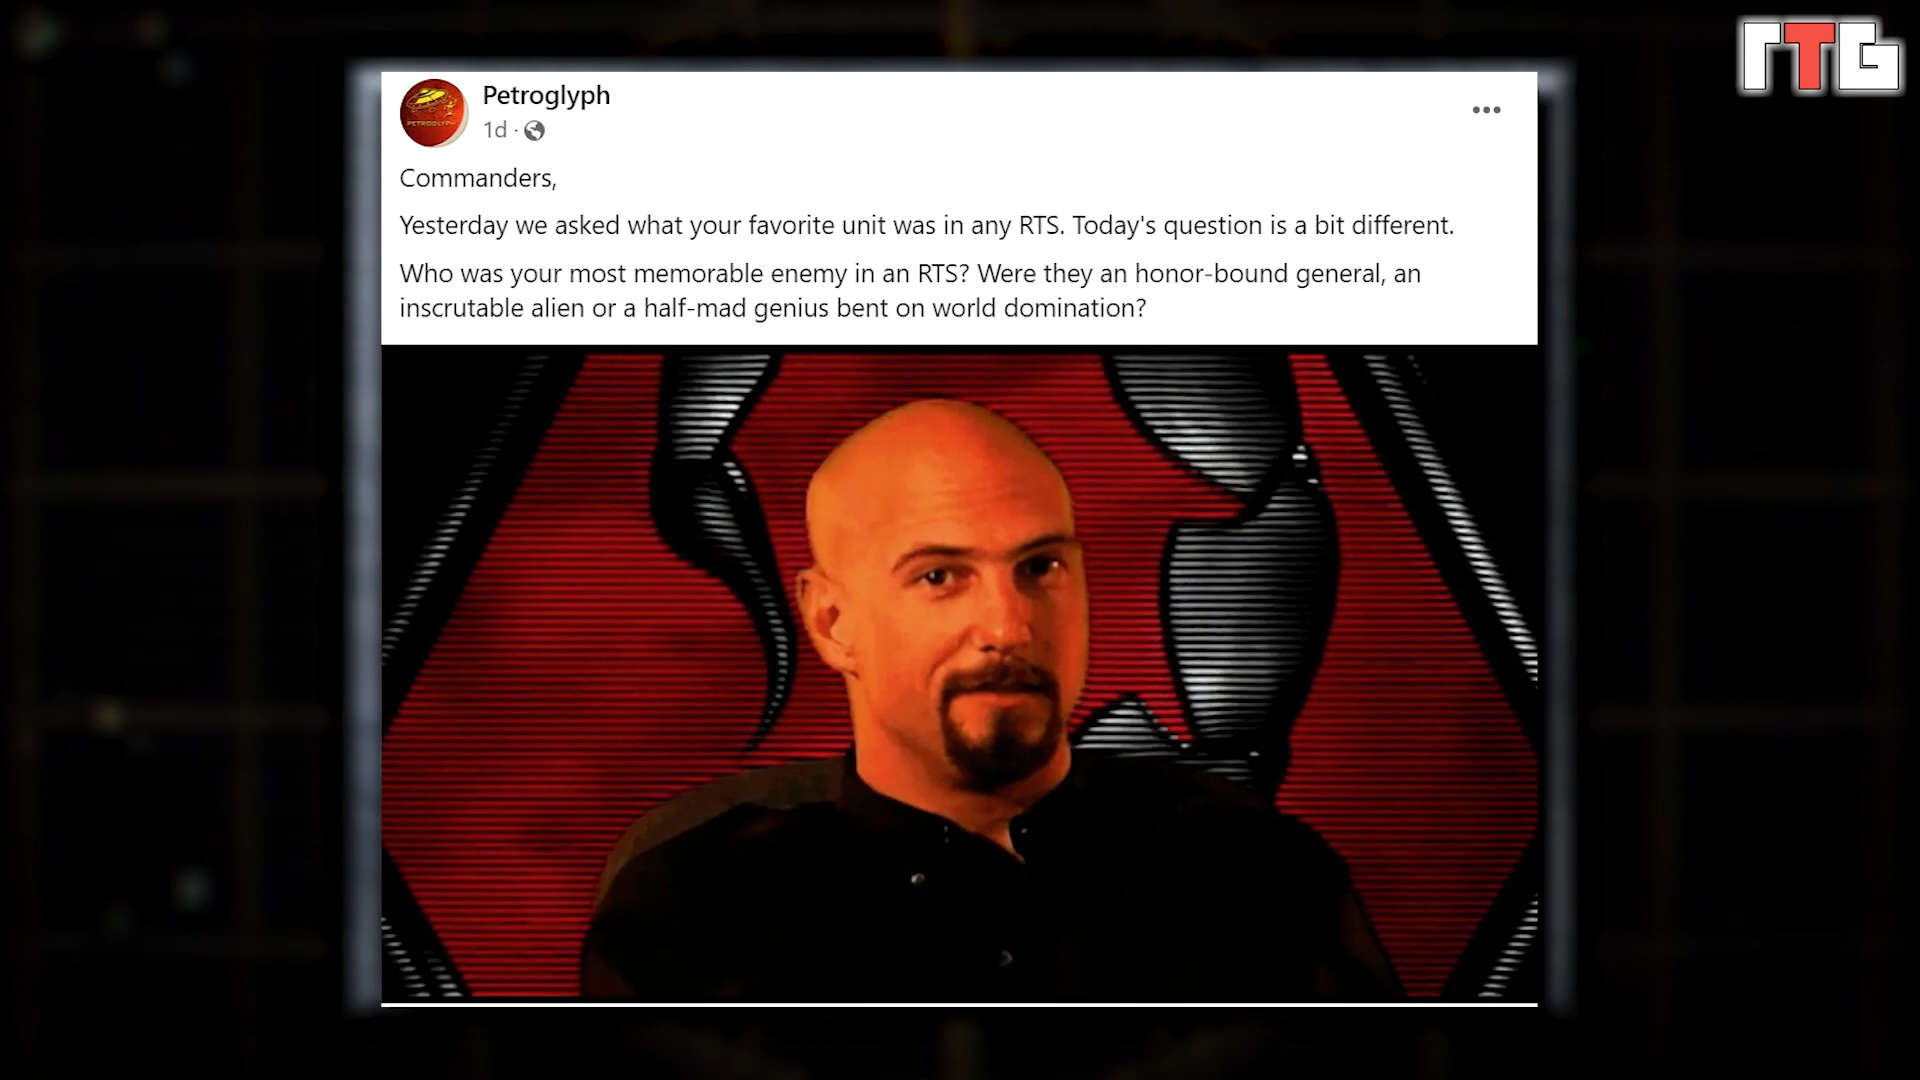 rTG
Petroglyph
1d ·
PETROGLYPH
Commanders,
Yesterday we asked what your favorite unit was in any RTS. Today's question is a bit different.
Who was your most memorable enemy in an RTS? Were they an honor-bound general, an
inscrutable alien or a half-mad genius bent on world domination?